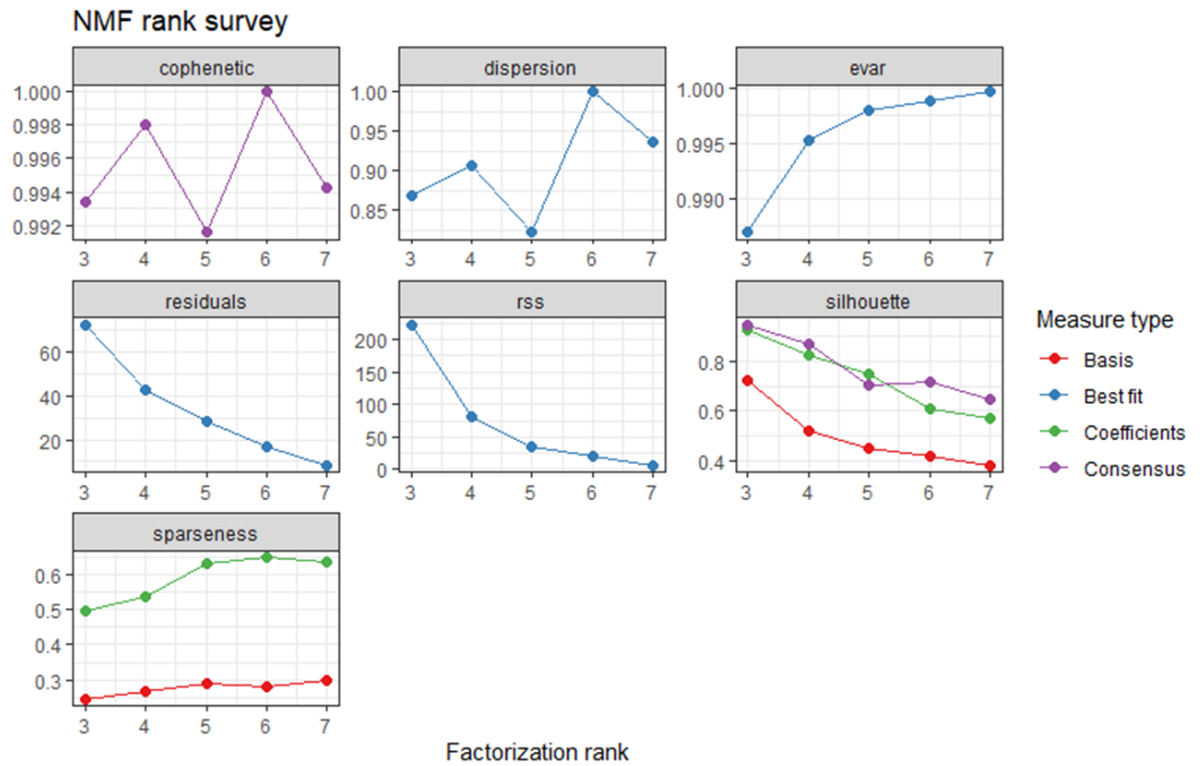 NMF rank survey
cophenetic
1.000
0.998
0.996
0.994
0.992
3 4 5 6 7
dispersion
1.00
0.95
0.90
0.85
3 4 5 6 7
evar
1.000
0.995
0.990
3 4 5 6 7
residuals
60
40
20
3 4 5 6 7
rss
200
150
100
50
0
3 4 5 6 7
silhouette
0.8
0.6
0.4
3 4 5 6 7
Measure type
Basis
Best fit
Coefficients
Consensus
sparseness
0.6
0.5
0.4
0.3
3 4 5 6 7
Factorization rank